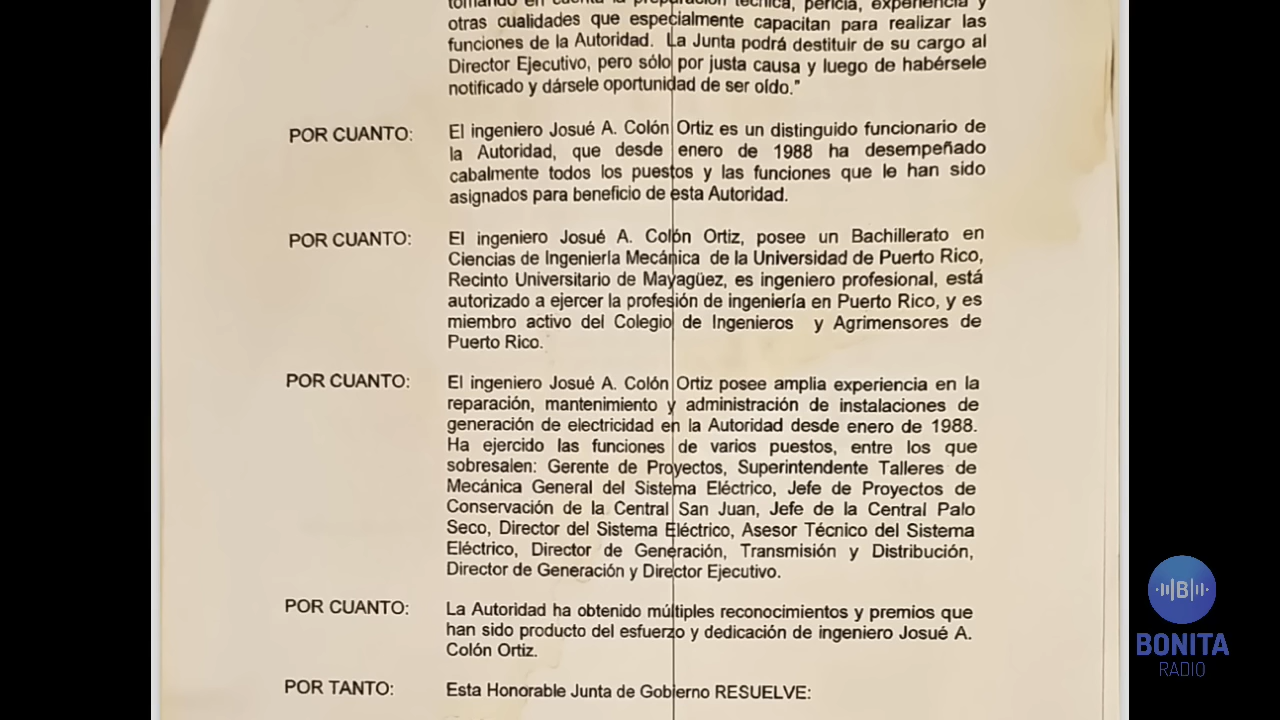 tomando en cuenta la preparación técnica, pericia, experiencia y
otras cualidades que especialmente capacitan para realizar las
funciones de la Autoridad. La Junta podrá destituir de su cargo al
Director Ejecutivo, pero sólo por justa causa y luego de habérsele
notificado y dársele oportunidad de ser oído."
POR CUANTO: El ingeniero Josué A. Colón Ortiz es un distinguido funcionario de
la Autoridad, que desde enero de 1988 ha desempeñado
cabalmente todos los puestos y las funciones que le han sido
asignados para beneficio de esta Autoridad.
POR CUANTO: El ingeniero Josué A. Colón Ortiz, posee un Bachillerato en
Ciencias de Ingeniería Mecánica de la Universidad de Puerto Rico,
Recinto Universitario de Mayagüez, es ingeniero profesional, está
autorizado a ejercer la profesión de ingeniería en Puerto Rico, y es
miembro activo del Colegio de Ingenieros y Agrimensores de
Puerto Rico.
POR CUANTO: El ingeniero Josué A. Colón Ortiz posee amplia experiencia en la
reparación, mantenimiento y administración de instalaciones de
generación de electricidad en la Autoridad desde enero de 1988.
Ha ejercido las funciones de varios puestos, entre los que
sobresalen: Gerente de Proyectos, Superintendente Talleres de
Mecánica General del Sistema Eléctrico, Jefe de Proyectos de
Conservación de la Central San Juan, Jefe de la Central Palo
Seco, Director del Sistema Eléctrico, Asesor Técnico del Sistema
Eléctrico, Director de Generación, Transmisión y Distribución,
Director de Generación y Director Ejecutivo.
POR CUANTO: La Autoridad ha obtenido múltiples reconocimientos y premios que
han sido producto del esfuerzo y dedicación de ingeniero Josué A.
Colón Ortiz.
POR TANTO: Esta Honorable Junta de Gobierno RESUELVE:
B
BONITA
RADIO